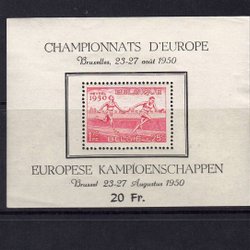 CHAMPIONNATS D'EUROPE
Bruxelles, 23-27 août 1950
HEYSEL
1950
BELGIQUE
BELGIE
EUROPESE KAMPIOENSCHAPPEN
Brussel 23-27 Augustus 1950
20 Fr.